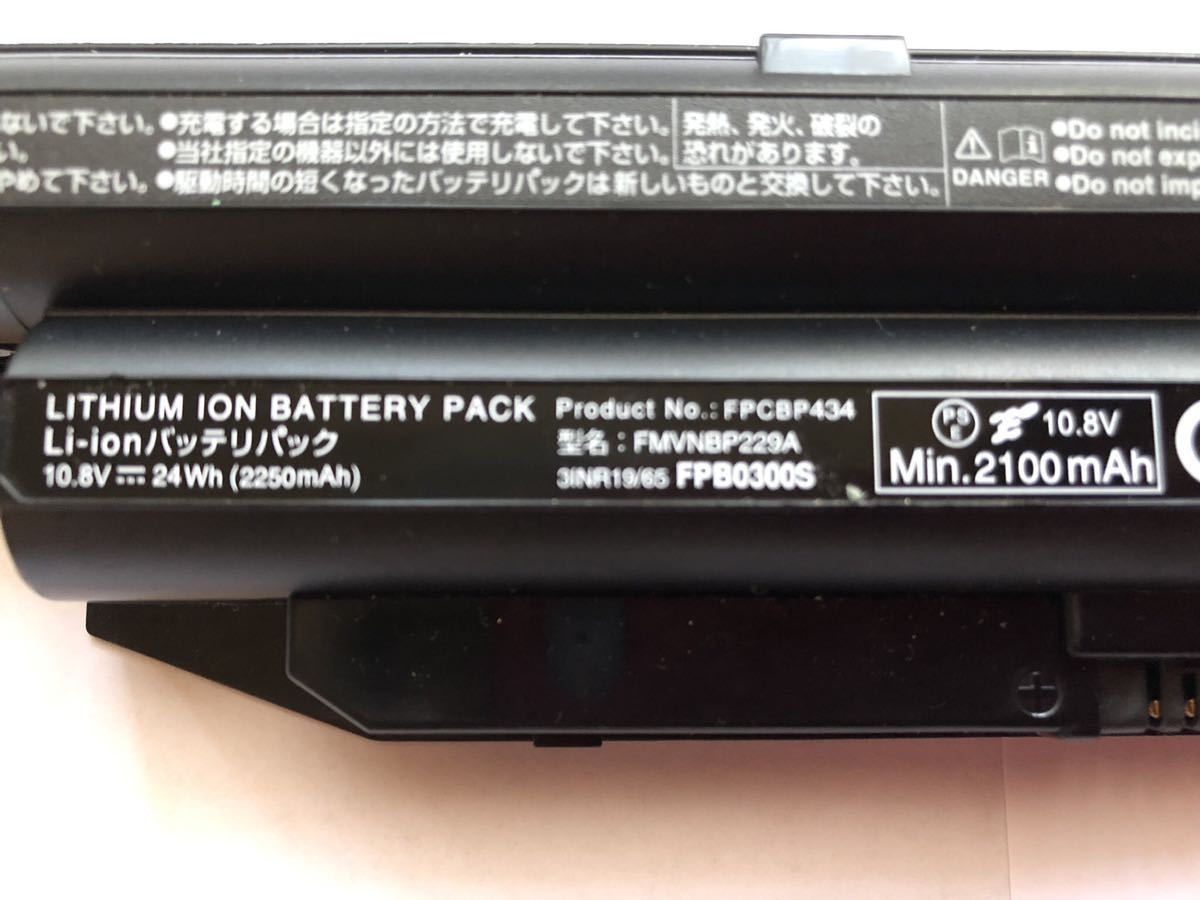 ないで下さい。
い。
やめて下さい。
●充電する場合は指定の方法で充電して下さい。
●当社指定の機器以外には使用しないで下さい。
●駆動時間の短くなったバッテリパックは新しいものと交換して下さい。
発熱、発火、破裂の
恐れがあります。
DANGER
●Do not inci
●Do not exp
●Do not imp
LITHIUM ION BATTERY PACK
Li-ionバッテリパック
10.8V⎓24Wh (2250mAh)
Product No.: FPCBP434
型名: FMVNBP229A
3INR19/65 FPB0300S
PSE 10.8V
Min.2100mAh